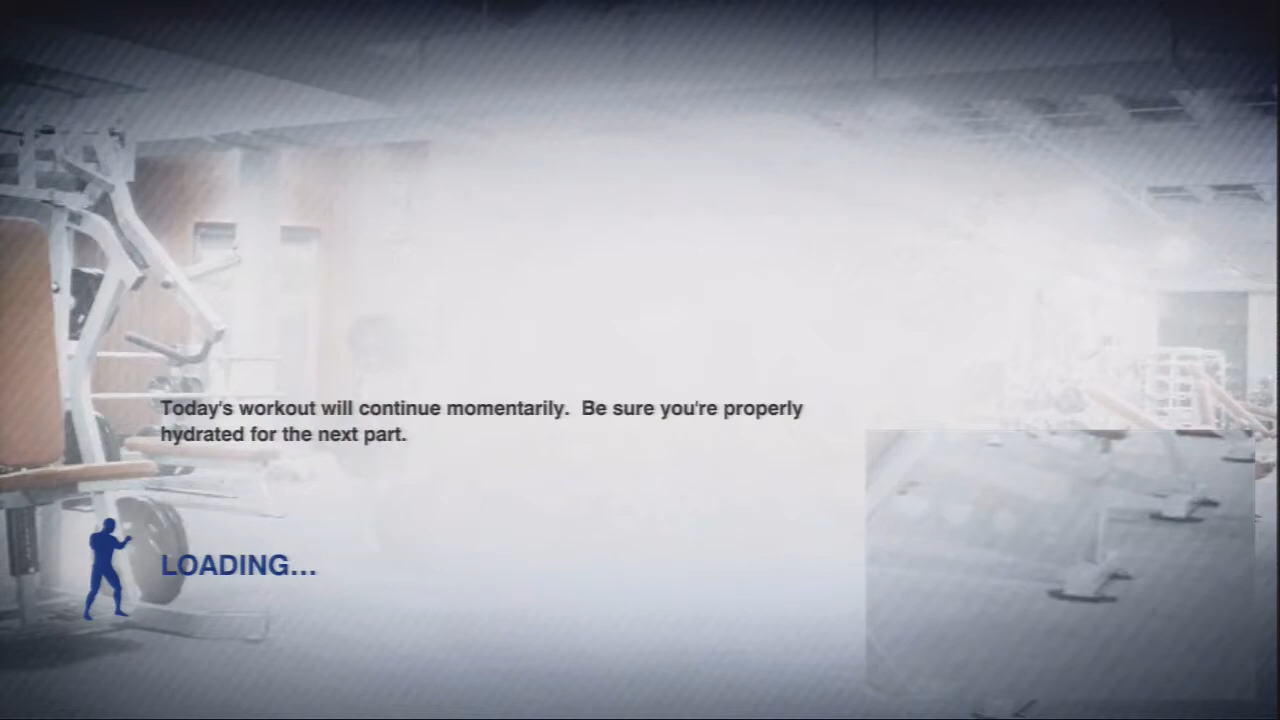 Today's workout will continue momentarily.  Be sure you're properly
hydrated for the next part.
LOADING...